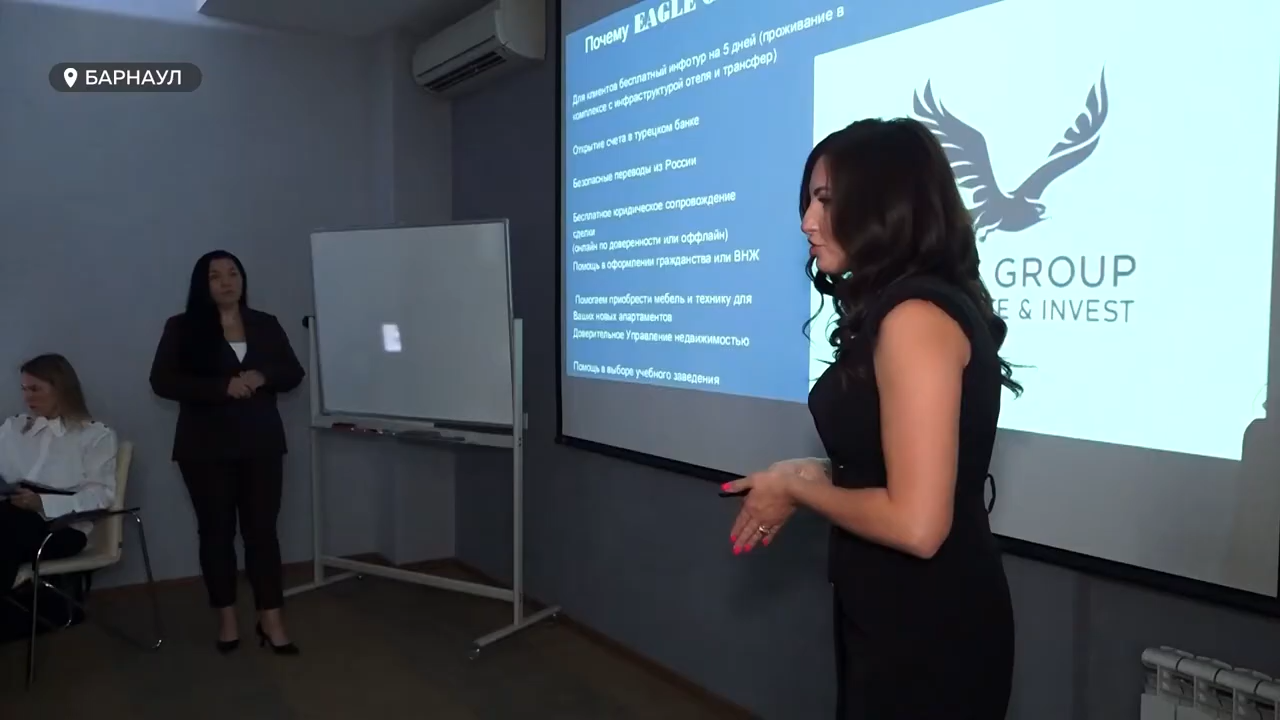 БАРНАУЛ
Почему EAGLE
Для клиентов бесплатный инфотур на 5 дней (проживание в
комплексе с инфраструктурой отеля и трансфер)
Открытие счета в турецком банке
Безопасные переводы из России
Бесплатное юридическое сопровождение
сделки
(онлайн по доверенности или оффлайн)
Помощь в оформлении гражданства или ВНЖ
Помогаем приобрести мебель и технику для
Ваших новых апартаментов
Доверительное Управление недвижимостью
Помощь в выборе учебного заведения
GROUP
& INVEST